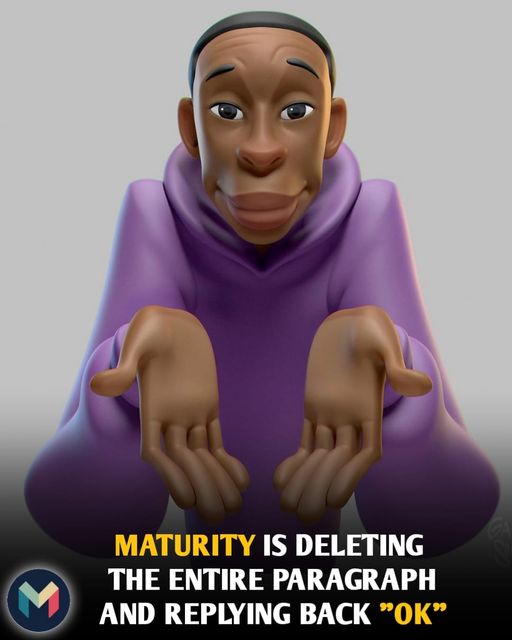 MATURITY IS DELETING
THE ENTIRE PARAGRAPH
AND REPLYING BACK ”OK”